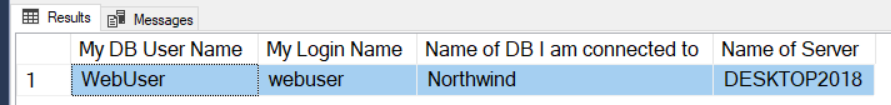 Results Messages
My DB User Name My Login Name Name of DB I am connected to Name of Server
1 WebUser webuser Northwind DESKTOP2018